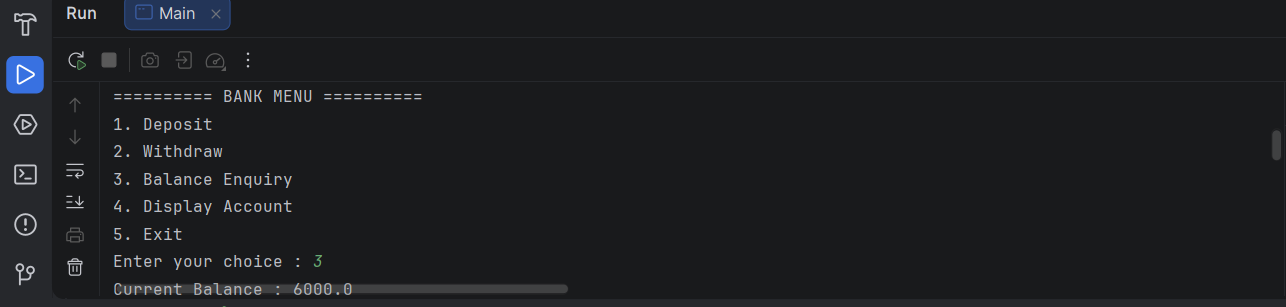 Run Main
========== BANK MENU ==========
1. Deposit
2. Withdraw
3. Balance Enquiry
4. Display Account
5. Exit
Enter your choice : 3
Current Balance : 6000.0